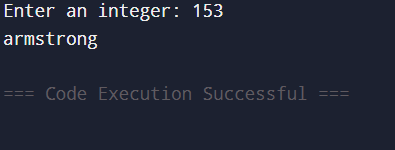 Enter an integer: 153
armstrong
=== Code Execution Successful ===